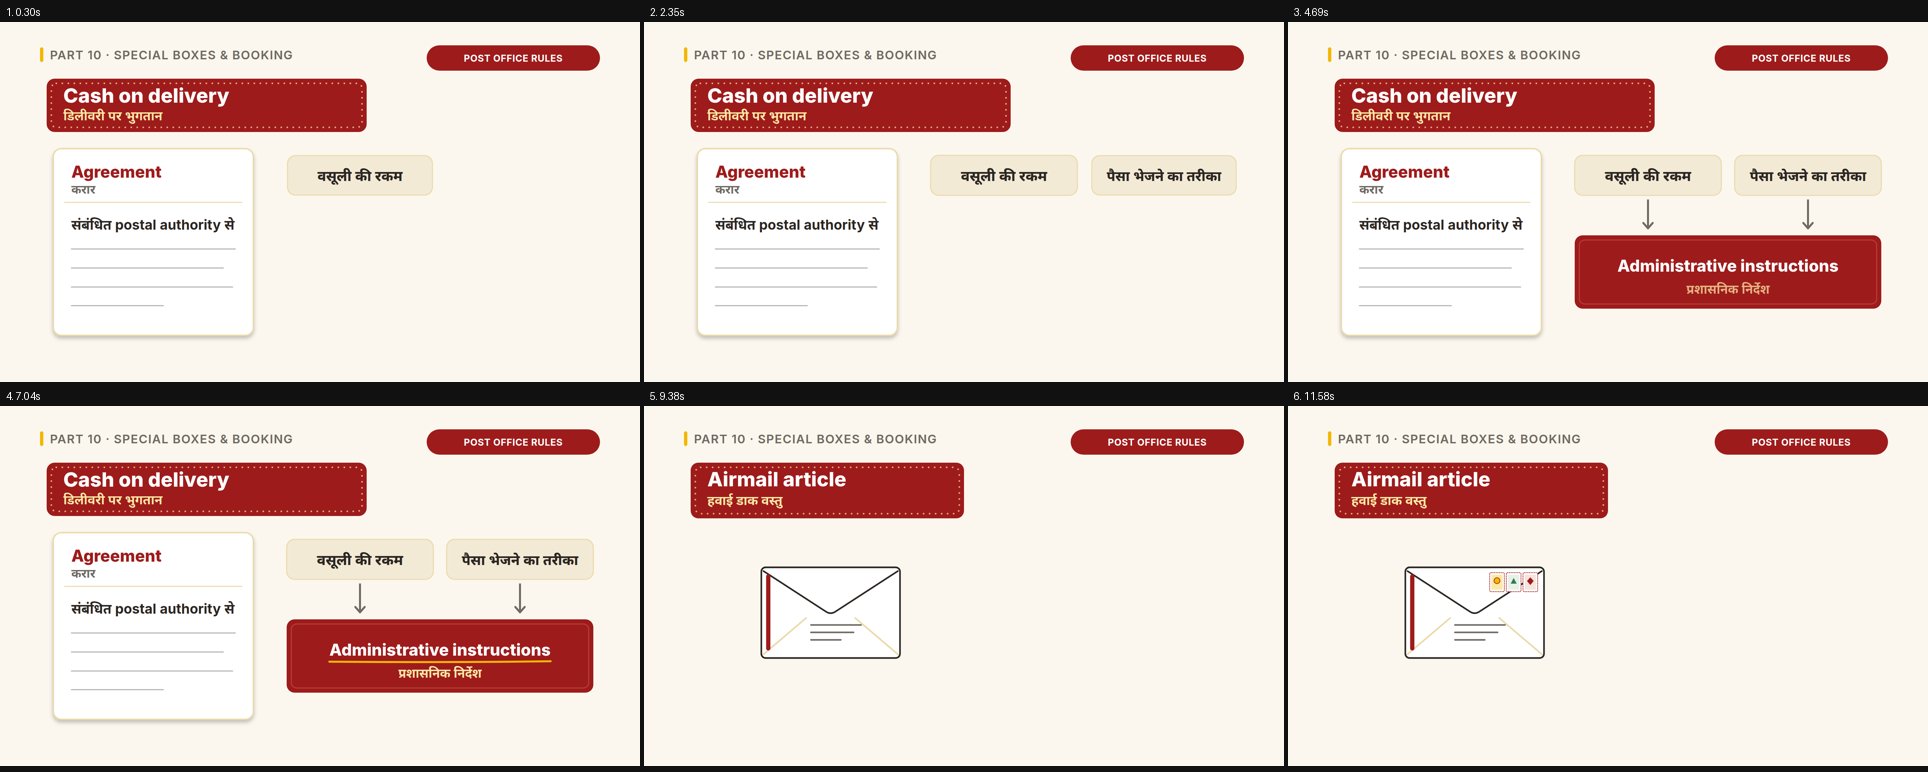 1. 0.30s
PART 10 · SPECIAL BOXES & BOOKING
POST OFFICE RULES
Cash on delivery
डिलीवरी पर भुगतान
Agreement
करार
संबंधित postal authority से
वसूली की रकम
2. 2.35s
PART 10 · SPECIAL BOXES & BOOKING
POST OFFICE RULES
Cash on delivery
डिलीवरी पर भुगतान
Agreement
करार
संबंधित postal authority से
वसूली की रकम
पैसा भेजने का तरीका
3. 4.69s
PART 10 · SPECIAL BOXES & BOOKING
POST OFFICE RULES
Cash on delivery
डिलीवरी पर भुगतान
Agreement
करार
संबंधित postal authority से
वसूली की रकम
पैसा भेजने का तरीका
Administrative instructions
प्रशासनिक निर्देश
4. 7.04s
PART 10 · SPECIAL BOXES & BOOKING
POST OFFICE RULES
Cash on delivery
डिलीवरी पर भुगतान
Agreement
करार
संबंधित postal authority से
वसूली की रकम
पैसा भेजने का तरीका
Administrative instructions
प्रशासनिक निर्देश
5. 9.38s
PART 10 · SPECIAL BOXES & BOOKING
POST OFFICE RULES
Airmail article
हवाई डाक वस्तु
6. 11.58s
PART 10 · SPECIAL BOXES & BOOKING
POST OFFICE RULES
Airmail article
हवाई डाक वस्तु